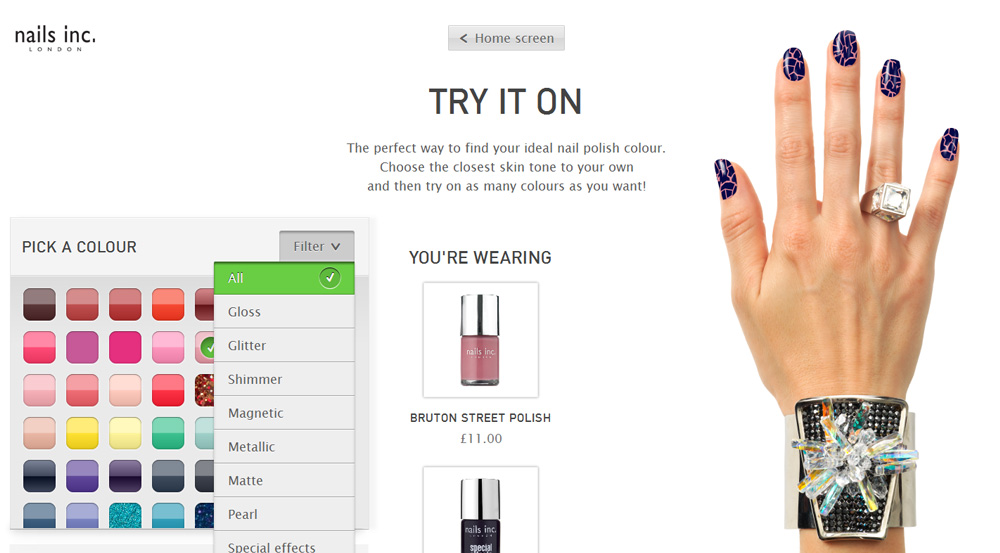 nails inc.
LONDON
Home screen
TRY IT ON
The perfect way to find your ideal nail polish colour.
Choose the closest skin tone to your own
and then try on as many colours as you want!
PICK A COLOUR
Filter
All
Gloss
Glitter
Shimmer
Magnetic
Metallic
Matte
Pearl
Special effects
YOU'RE WEARING
nails inc.
LONDON
BRUTON STREET POLISH
£11.00
nails inc.
LONDON
special